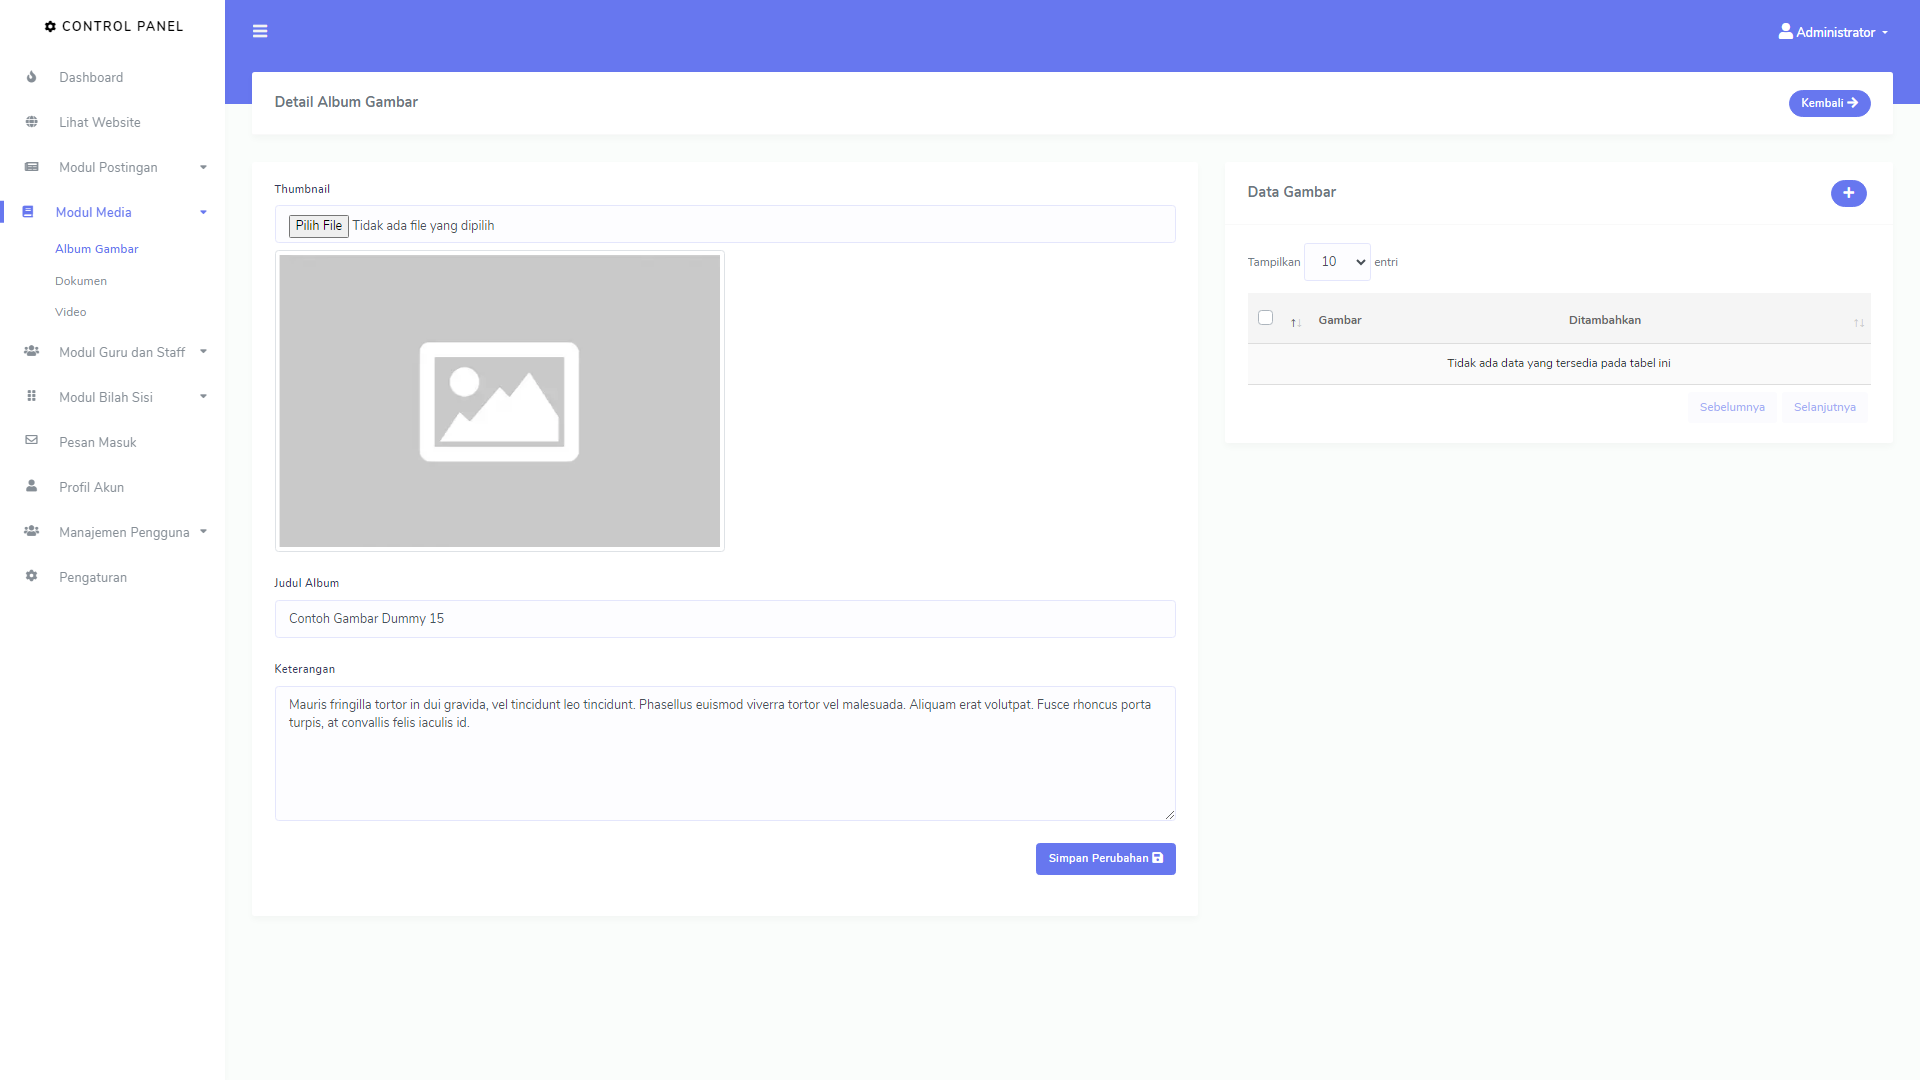 CONTROL PANEL
Dashboard
Lihat Website
Modul Postingan
Modul Media
Album Gambar
Dokumen
Video
Modul Guru dan Staff
Modul Bilah Sisi
Pesan Masuk
Profil Akun
Manajemen Pengguna
Pengaturan
Administrator
Detail Album Gambar
Kembali
Thumbnail
Pilih File Tidak ada file yang dipilih
Judul Album
Contoh Gambar Dummy 15
Keterangan
Mauris fringilla tortor in dui gravida, vel tincidunt leo tincidunt. Phasellus euismod viverra tortor vel malesuada. Aliquam erat volutpat. Fusce rhoncus porta
turpis, at convallis felis iaculis id.
Simpan Perubahan
Data Gambar
Tampilkan 10 entri
Gambar Ditambahkan
Tidak ada data yang tersedia pada tabel ini
Sebelumnya Selanjutnya